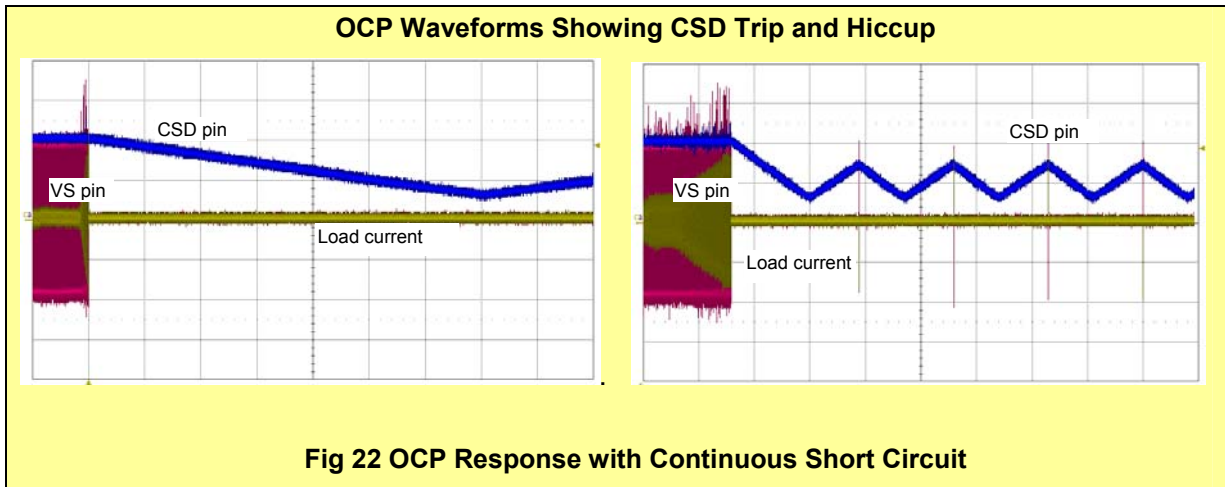 OCP Waveforms Showing CSD Trip and Hiccup
CSD pin
VS pin
Load current
CSD pin
VS pin
Load current
Fig 22 OCP Response with Continuous Short Circuit